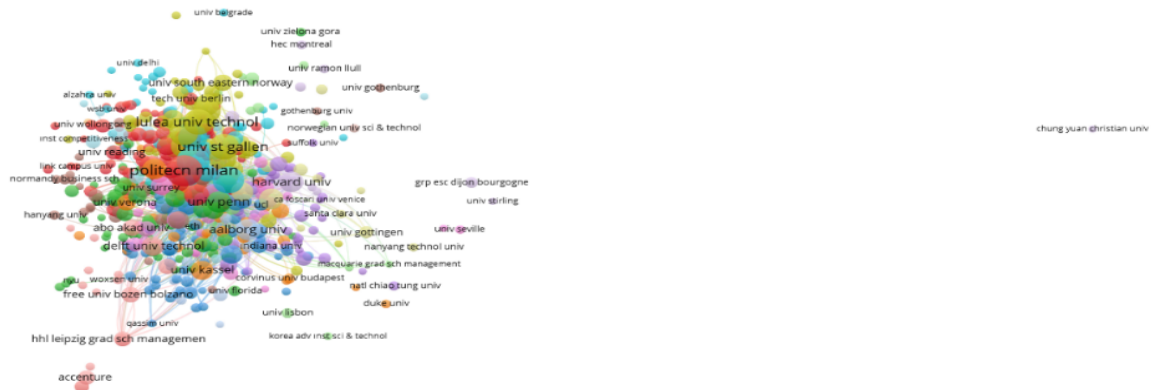 univ belgrade
univ zielona gora
hec montreal
univ delhi
univ ramon llull
univ south eastern norway
univ gothenburg
alzahra univ
tech univ berlin
wsb univ
gothenburg univ
lulea univ technol
univ wollongong
norwegian univ sci & technol
chung yuan christian univ
inst competitiveness
suffolk univ
univ st gallen
univ reading
link campus univ
politecn milan
normandy business sch
harvard univ
grp esc dijon bourgogne
univ surrey
univ verona
univ penn
ucl
ca foscari univ venice
univ stirling
hanyang univ
santa clara univ
abo akad univ
eth
aalborg univ
univ gottingen
univ seville
delft univ technol
indiana univ
nanyang technol univ
macquarie grad sch management
univ kassel
corvinus univ budapest
nyu
woxsen univ
natl chiao tung univ
free univ bozen bolzano
univ florida
duke univ
univ lisbon
qassim univ
hhl leipzig grad sch managemen
korea adv inst sci & technol
accenture